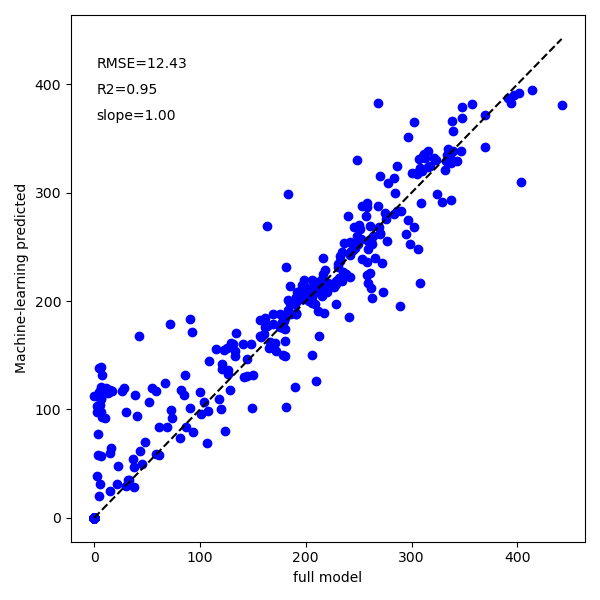 RMSE=12.43
R2=0.95
slope=1.00
400
300
200
100
0
Machine-learning predicted
0 100 200 300 400
full model